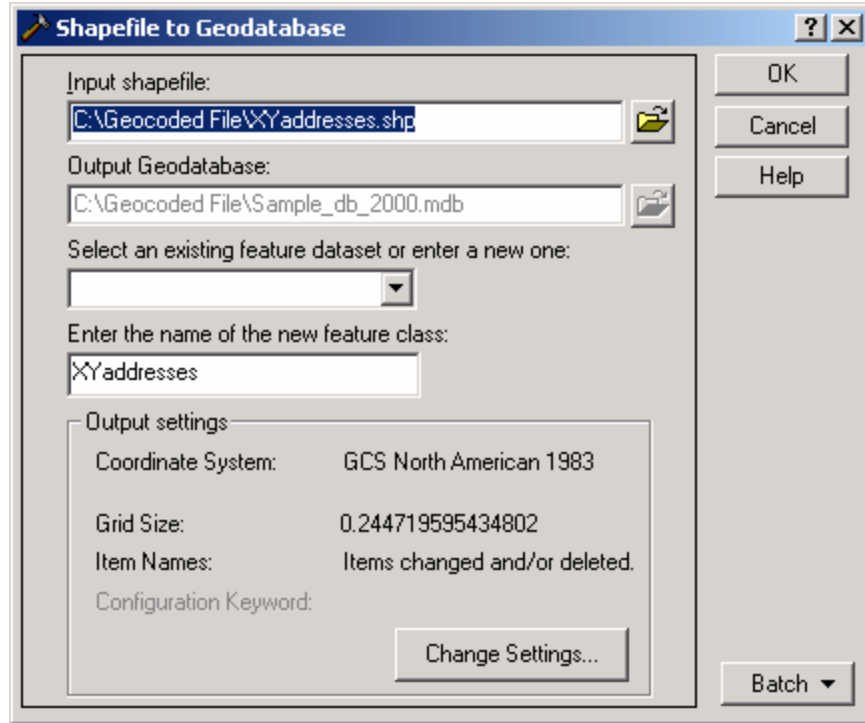 Shapefile to Geodatabase
Input shapefile:
C:\Geocoded File\XYaddresses.shp
Output Geodatabase:
C:\Geocoded File\Sample_db_2000.mdb
Select an existing feature dataset or enter a new one:
Enter the name of the new feature class:
XYaddresses
Output settings
Coordinate System: GCS North American 1983
Grid Size: 0.244719595434802
Item Names: Items changed and/or deleted.
Configuration Keyword:
Change Settings...
OK
Cancel
Help
Batch